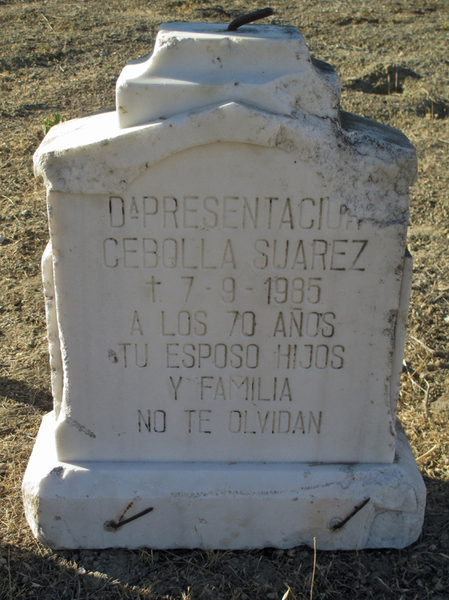 Dª PRESENTACION
CEBOLLA SUAREZ
† 7-9-1985
A LOS 70 AÑOS
TU ESPOSO HIJOS
Y FAMILIA
NO TE OLVIDAN